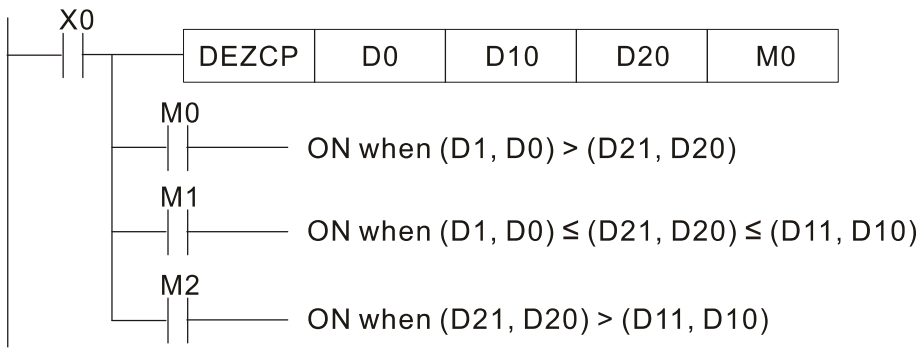 X0
DEZCP D0 D10 D20 M0
M0
ON when (D1, D0) > (D21, D20)
M1
ON when (D1, D0) ≤ (D21, D20) ≤ (D11, D10)
M2
ON when (D21, D20) > (D11, D10)